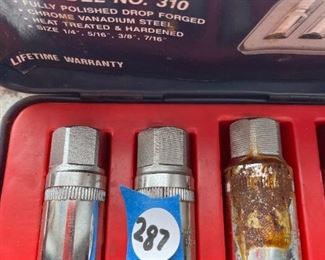 NO. 310
FULLY POLISHED DROP FORGED
CHROME VANADIUM STEEL
HEAT TREATED & HARDENED
SIZE 1/4", 5/16", 3/8", 7/16"
LIFETIME WARRANTY
287